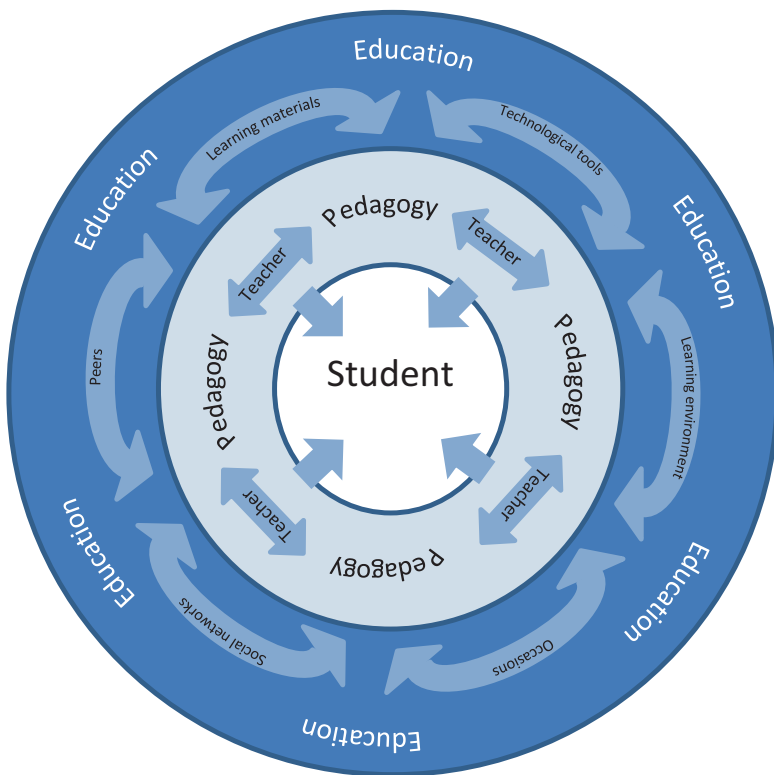 Education
Learning materials
Technological tools
Education
Education
Pedagogy
Teacher
Teacher
Pedagogy
Pedagogy
Student
Peers
Learning environment
Teacher
Teacher
Pedagogy
Education
Education
Social networks
Occasions
Education